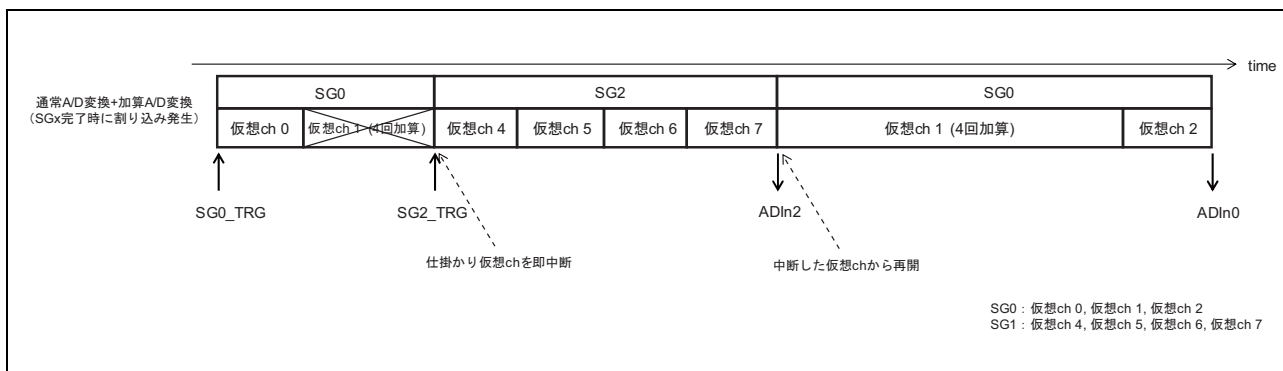 time
通常A/D変換+加算A/D変換
（SGx完了時に割り込み発生）
SG0
SG2
SG0
仮想ch 0
仮想ch 1 (4回加算)
仮想ch 4
仮想ch 5
仮想ch 6
仮想ch 7
仮想ch 1 (4回加算)
仮想ch 2
SG0_TRG
SG2_TRG
ADIn2
ADIn0
仕掛かり仮想chを即中断
中断した仮想chから再開
SG0 : 仮想ch 0, 仮想ch 1, 仮想ch 2
SG1 : 仮想ch 4, 仮想ch 5, 仮想ch 6, 仮想ch 7